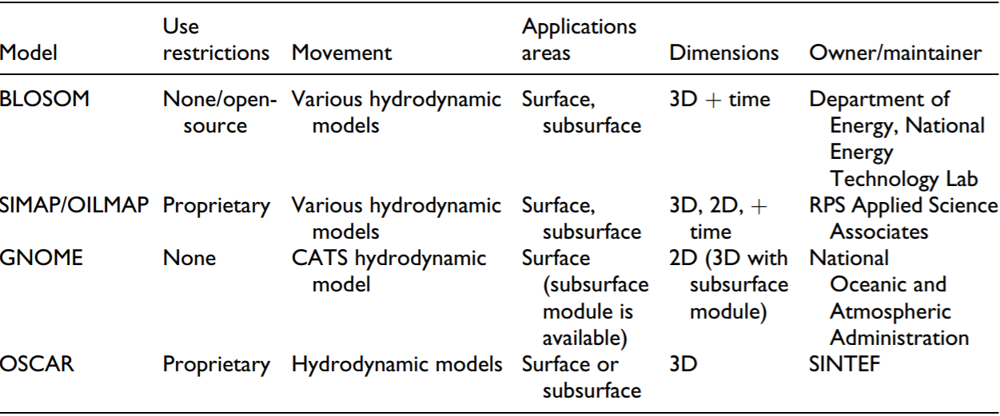 Model Use restrictions Movement Applications areas Dimensions Owner/maintainer
BLOSOM None/open- Various hydrodynamic Surface, 3D + time Department of
source models subsurface Energy, National
Energy
Technology Lab
SIMAP/OILMAP Proprietary Various hydrodynamic Surface, 3D, 2D, + RPS Applied Science
models subsurface time Associates
GNOME None CATS hydrodynamic Surface 2D (3D with National
model (subsurface subsurface Oceanic and
module is module) Atmospheric
available) Administration
OSCAR Proprietary Hydrodynamic models Surface or 3D SINTEF
subsurface